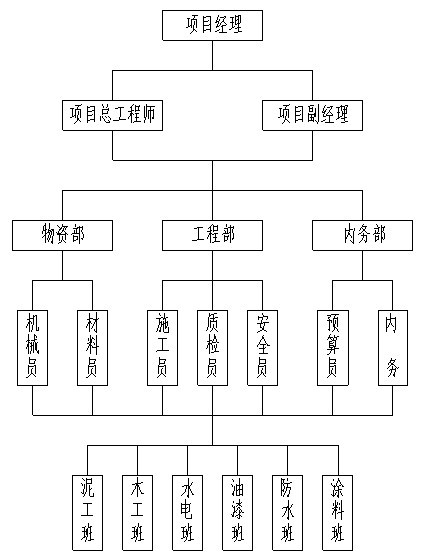 项目经理
项目总工程师
项目副经理
物资部
工程部
内务部
机械员
材料员
施工员
质检员
安全员
预算员
内务
泥工班
木工班
水电班
油漆班
防水班
涂料班